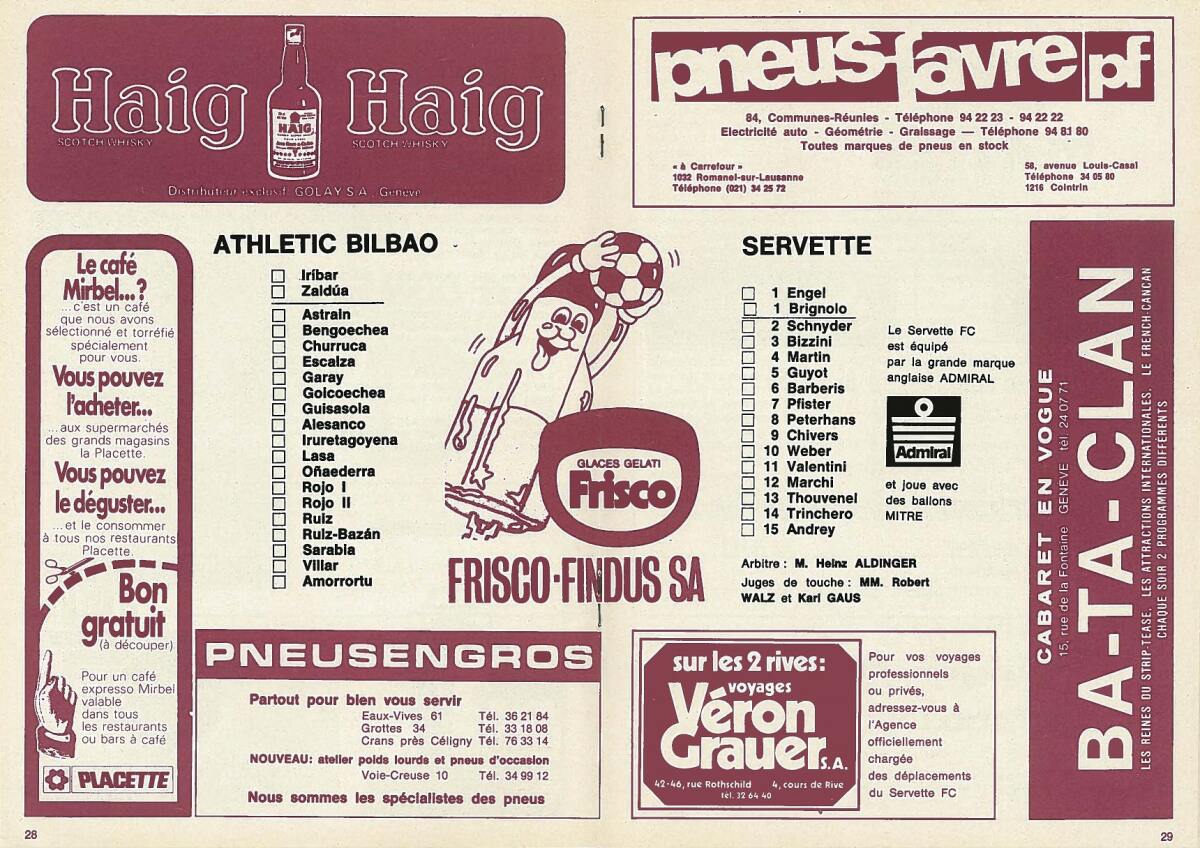 Haig Haig
SCOTCH WHISKY SCOTCH WHISKY
HAIG
Distributeur exclusif: GOLAY S.A., Genève
Le café
Mirbel...?
...c'est un café
que nous avons
sélectionné et torréfié
spécialement
pour vous.
Vous pouvez
l'acheter...
...aux supermarchés
des grands magasins
la Placette.
Vous pouvez
le déguster...
...et le consommer
à tous nos restaurants
Placette.
Bon
gratuit
(à découper)
Pour un café
expresso Mirbel
valable
dans tous
les restaurants
ou bars à café
PLACETTE
28
ATHLETIC BILBAO
Iríbar
Zaldúa
Astrain
Bengoechea
Churruca
Escalza
Garay
Goicoechea
Guisasola
Alesanco
Iruretagoyena
Lasa
Oñaederra
Rojo I
Rojo II
Ruiz
Ruiz-Bazán
Sarabia
Villar
Amorrortu
GLACES GELATI
Frisco
FRISCO-FINDUS SA
PNEUSENGROS
Partout pour bien vous servir
Eaux-Vives 61 Tél. 36 21 84
Grottes 34 Tél. 33 18 08
Crans près Céligny Tél. 76 33 14
NOUVEAU: atelier poids lourds et pneus d'occasion
Voie-Creuse 10 Tél. 34 99 12
Nous sommes les spécialistes des pneus
pneus-favre pf
84, Communes-Réunies - Téléphone 94 22 23 - 94 22 22
Electricité auto - Géométrie - Graissage — Téléphone 94 81 80
Toutes marques de pneus en stock
« à Carrefour »
1032 Romanel-sur-Lausanne
Téléphone (021) 34 25 72
58, avenue Louis-Casaï
Téléphone 34 05 80
1216 Cointrin
SERVETTE
1 Engel
1 Brignolo
2 Schnyder
3 Bizzini
4 Martin
5 Guyot
6 Barberis
7 Pfister
8 Peterhans
9 Chivers
10 Weber
11 Valentini
12 Marchi
13 Thouvenel
14 Trinchero
15 Andrey
Le Servette FC
est équipé
par la grande marque
anglaise ADMIRAL
Admiral
et joue avec
des ballons
MITRE
Arbitre : M. Heinz ALDINGER
Juges de touche : MM. Robert
WALZ et Karl GAUS
sur les 2 rives:
voyages
Véron
Grauer S.A.
42-46, rue Rothschild 4, cours de Rive
tél. 32 64 40
Pour vos voyages
professionnels
ou privés,
adressez-vous à
l'Agence
officiellement
chargée
des déplacements
du Servette FC
CABARET EN VOGUE
15, rue de la Fontaine GENÈVE tél. 24 07 71
BA-TA-CLAN
LES REINES DU STRIP-TEASE, LES ATTRACTIONS INTERNATIONALES, LE FRENCH-CANCAN
CHAQUE SOIR 2 PROGRAMMES DIFFÉRENTS
29